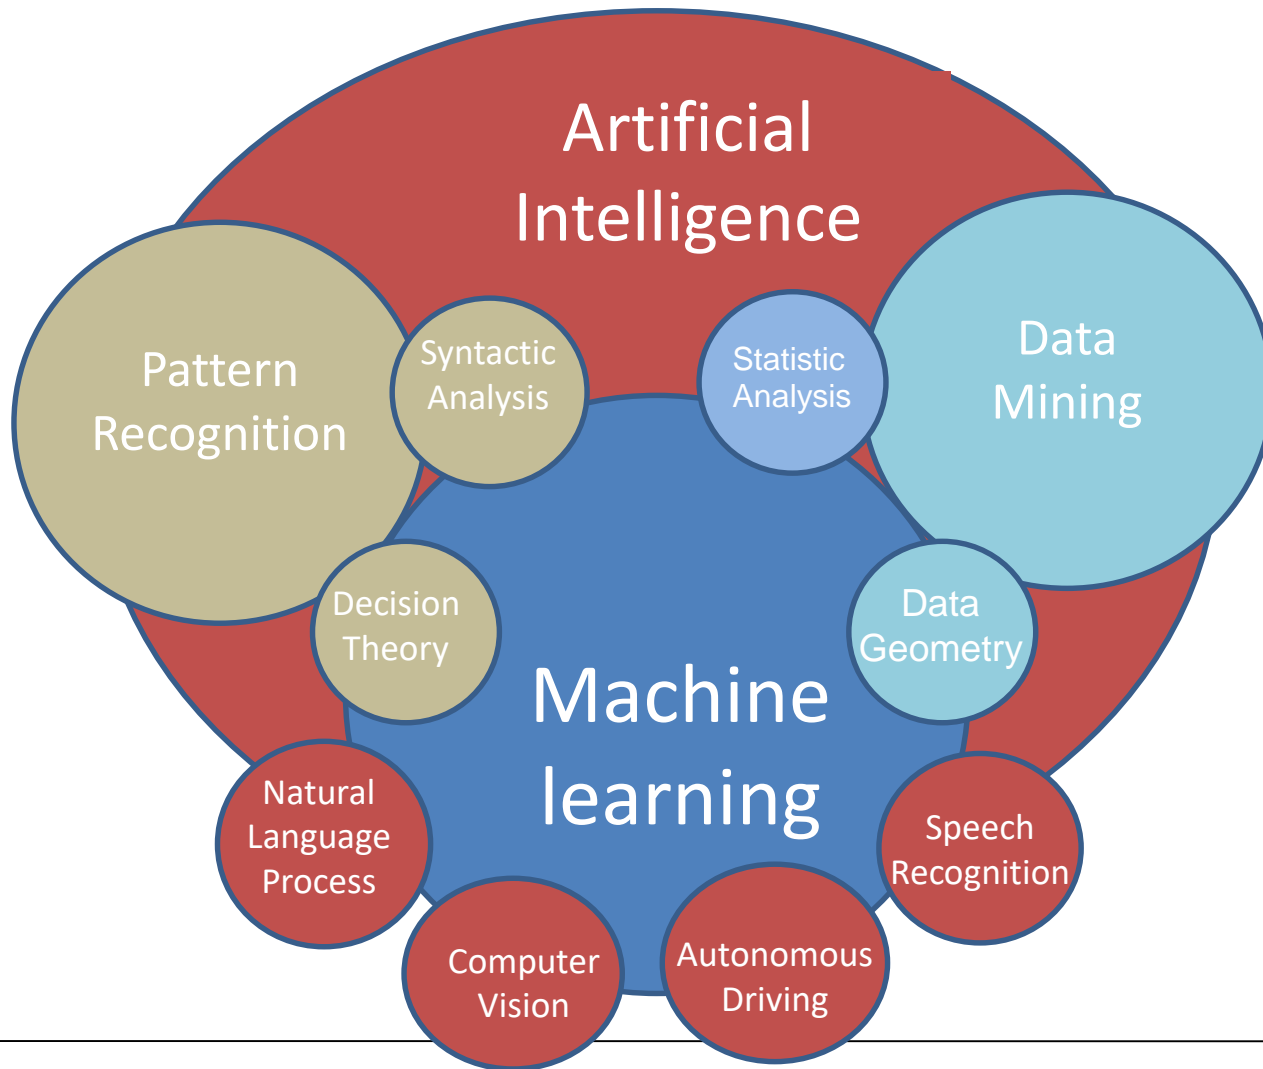 Artificial
Intelligence
Pattern
Recognition
Syntactic
Analysis
Statistic
Analysis
Data
Mining
Decision
Theory
Data
Geometry
Machine
learning
Natural
Language
Process
Speech
Recognition
Computer
Vision
Autonomous
Driving